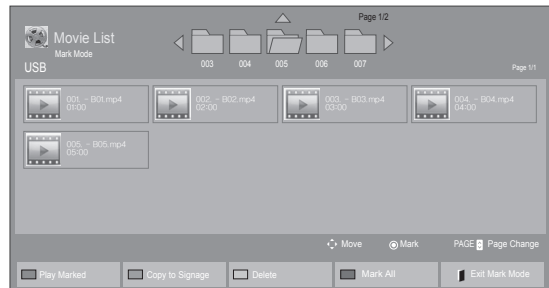 Page 1/2
Movie List
Mark Mode
USB
003 004 005 006 007
Page 1/1
001. - B01.mp4
01:00
002. - B02.mp4
02:00
003. - B03.mp4
03:00
004. - B04.mp4
04:00
005. - B05.mp4
05:00
Move Mark PAGE Page Change
Play Marked Copy to Signage Delete Mark All Exit Mark Mode